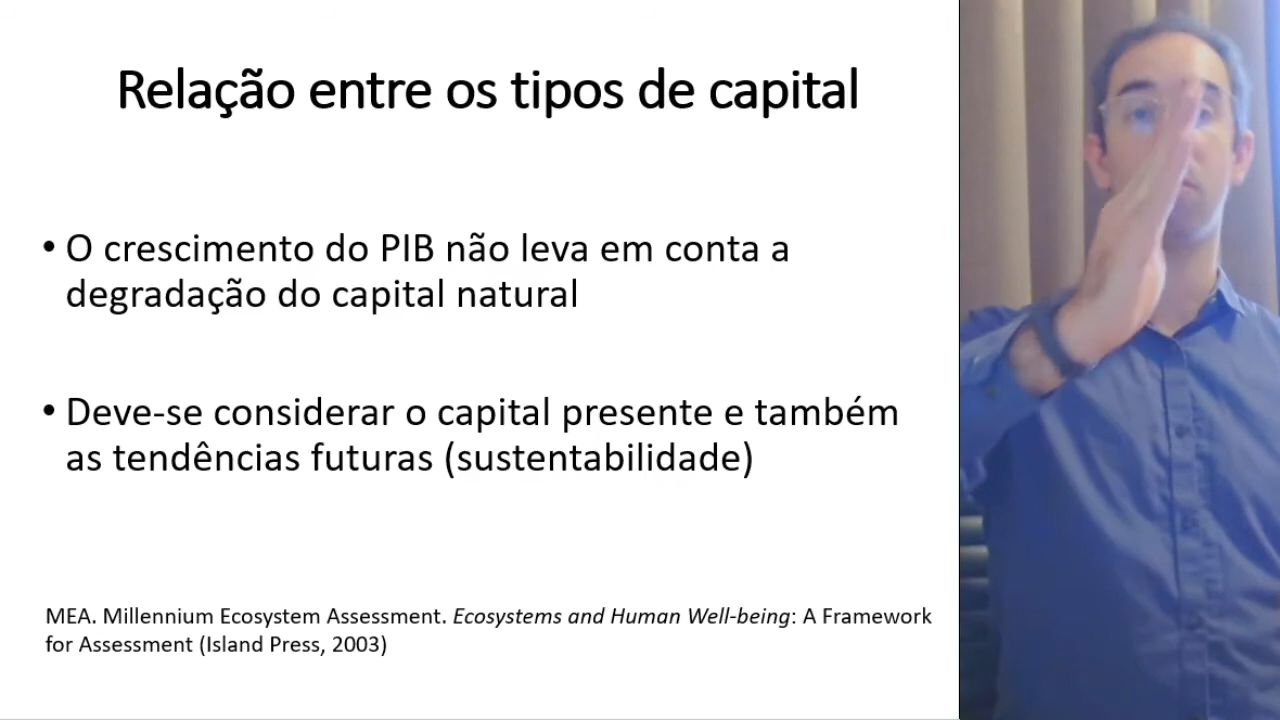 Relação entre os tipos de capital
• O crescimento do PIB não leva em conta a
degradação do capital natural
• Deve-se considerar o capital presente e também
as tendências futuras (sustentabilidade)
MEA. Millennium Ecosystem Assessment. Ecosystems and Human Well-being: A Framework
for Assessment (Island Press, 2003)